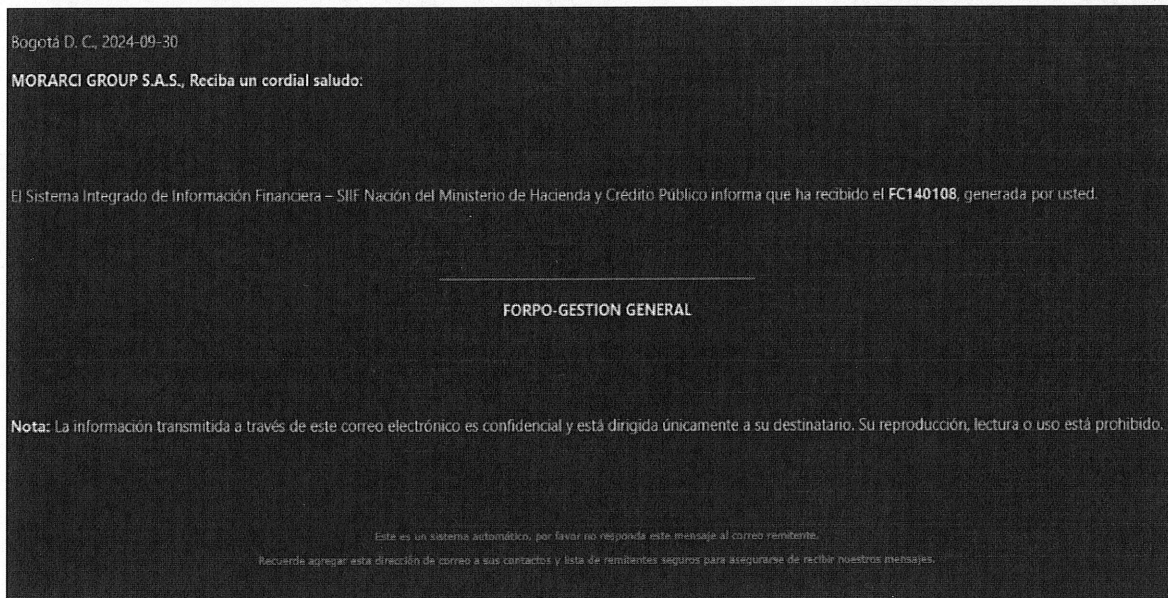 Bogotá D. C., 2024-09-30
MORARCI GROUP S.A.S., Reciba un cordial saludo:
El Sistema Integrado de Información Financiera – SIIF Nación del Ministerio de Hacienda y Crédito Público informa que ha recibido el FC140108, generada por usted.
FORPO-GESTION GENERAL
Nota: La información transmitida a través de este correo electrónico es confidencial y está dirigida únicamente a su destinatario. Su reproducción, lectura o uso está prohibido.
Este es un sistema automático, por favor no responda este mensaje al correo remitente.
Recuerde agregar esta dirección de correo a sus contactos y lista de remitentes seguros para asegurarse de recibir nuestros mensajes.